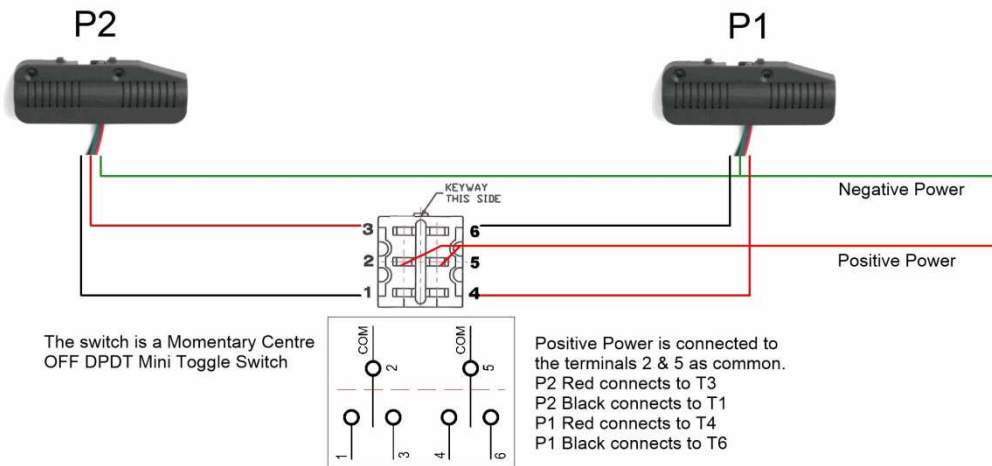 P2
P1
Negative Power
KEYWAY
THIS SIDE
3
6
2
5
Positive Power
1
4
The switch is a Momentary Centre
OFF DPDT Mini Toggle Switch
COM
2
COM
5
1
3
4
6
Positive Power is connected to
the terminals 2 & 5 as common.
P2 Red connects to T3
P2 Black connects to T1
P1 Red connects to T4
P1 Black connects to T6